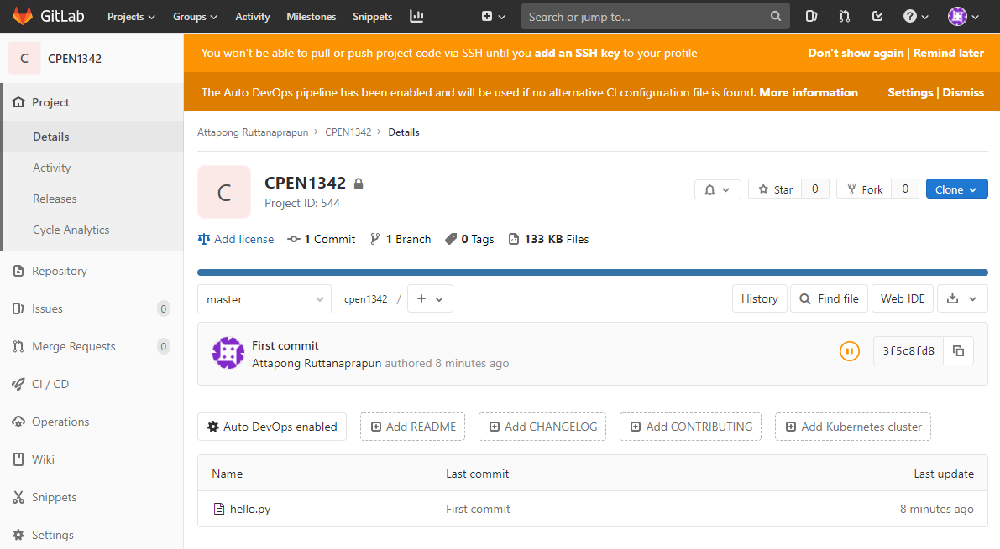 GitLab Projects Groups Activity Milestones Snippets Search or jump to...
C CPEN1342
Project
Details
Activity
Releases
Cycle Analytics
Repository
Issues 0
Merge Requests 0
CI / CD
Operations
Wiki
Snippets
Settings
You won't be able to pull or push project code via SSH until you add an SSH key to your profile Don't show again | Remind later
The Auto DevOps pipeline has been enabled and will be used if no alternative CI configuration file is found. More information Settings | Dismiss
Attapong Ruttanaprapun > CPEN1342 > Details
C CPEN1342
Project ID: 544
Star 0 Fork 0 Clone
Add license 1 Commit 1 Branch 0 Tags 133 KB Files
master cpen1342 / + History Find file Web IDE
First commit
Attapong Ruttanaprapun authored 8 minutes ago
3f5c8fd8
Auto DevOps enabled Add README Add CHANGELOG Add CONTRIBUTING Add Kubernetes cluster
Name Last commit Last update
hello.py First commit 8 minutes ago